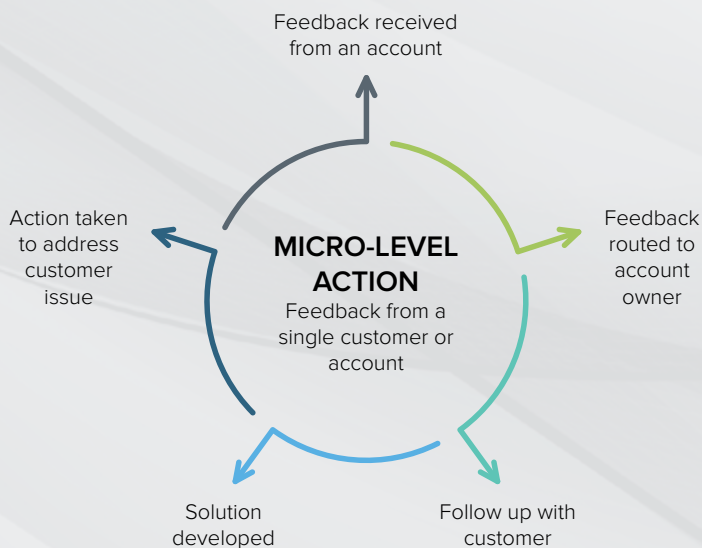 Feedback received
from an account
Feedback
routed to
account
owner
Follow up with
customer
Solution
developed
Action taken
to address
customer
issue
MICRO-LEVEL
ACTION
Feedback from a
single customer or
account